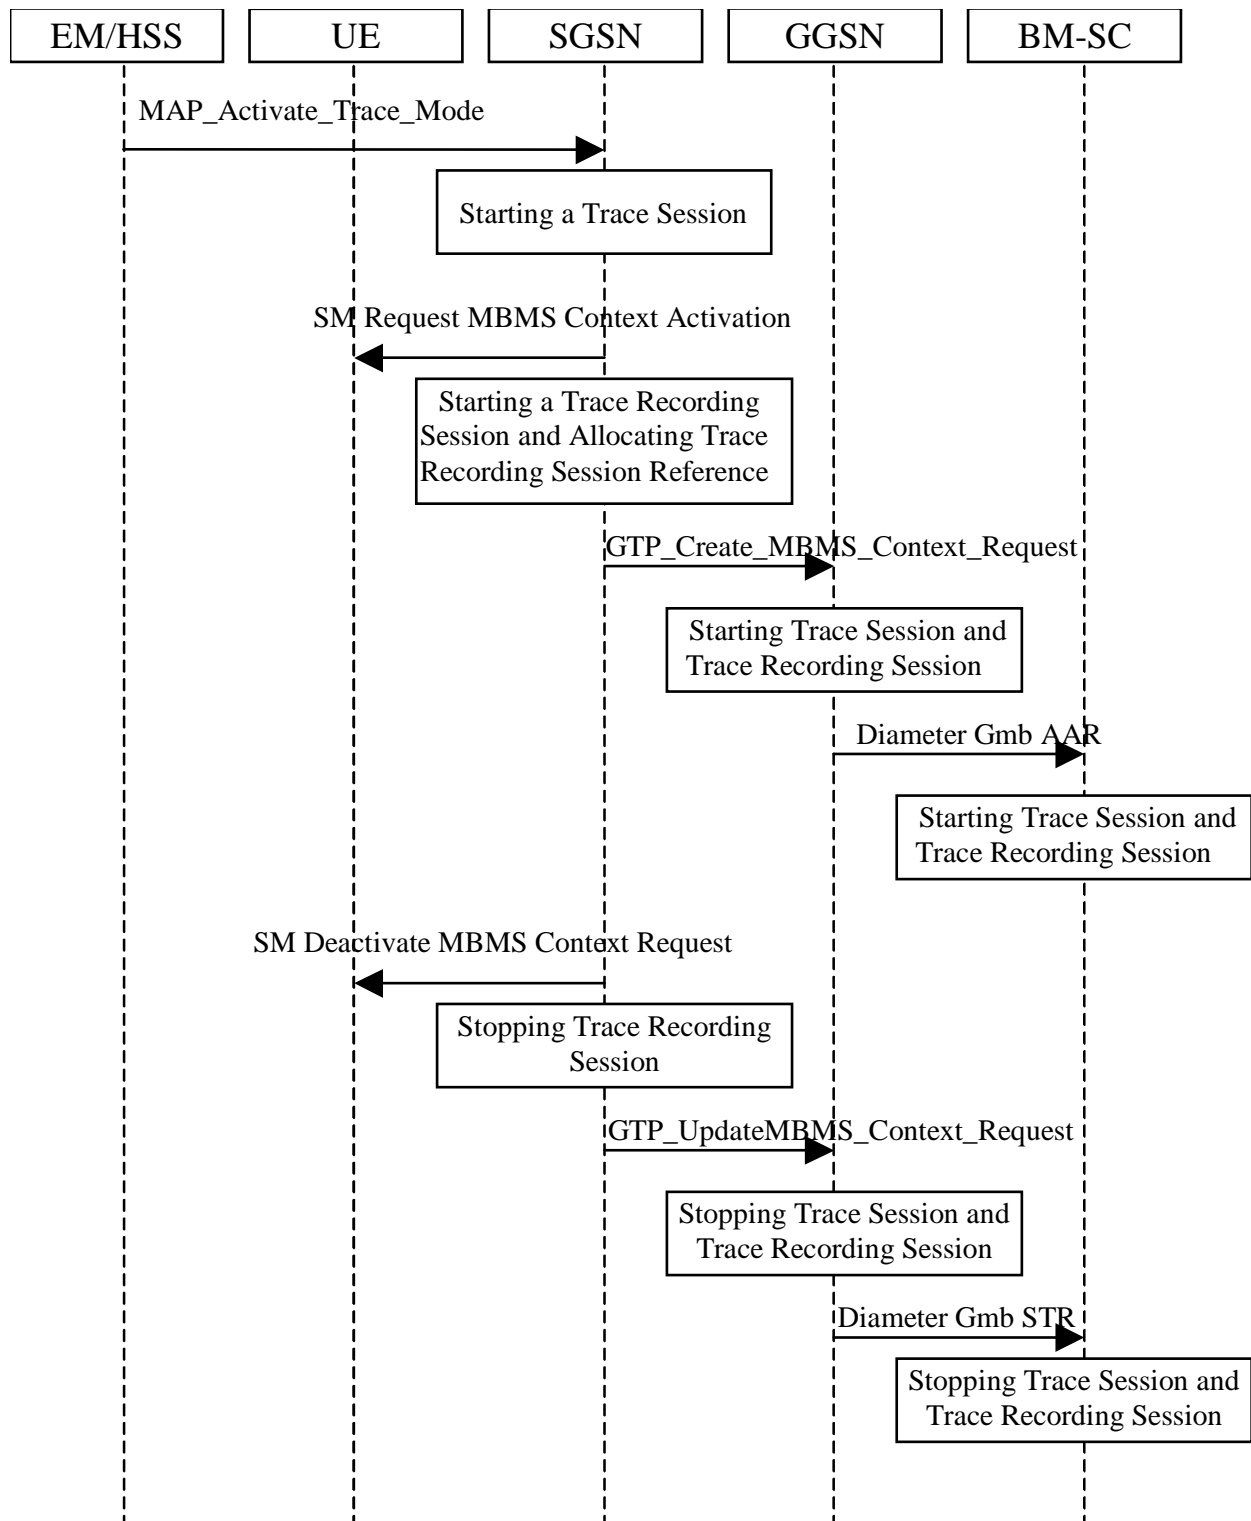 EM/HSS
UE
SGSN
GGSN
BM-SC
MAP_Activate_Trace_Mode
Starting a Trace Session
SM Request MBMS Context Activation
Starting a Trace Recording
Session and Allocating Trace
Recording Session Reference
GTP_Create_MBMS_Context_Request
Starting Trace Session and
Trace Recording Session
Diameter Gmb AAR
Starting Trace Session and
Trace Recording Session
SM Deactivate MBMS Context Request
Stopping Trace Recording
Session
GTP_UpdateMBMS_Context_Request
Stopping Trace Session and
Trace Recording Session
Diameter Gmb STR
Stopping Trace Session and
Trace Recording Session